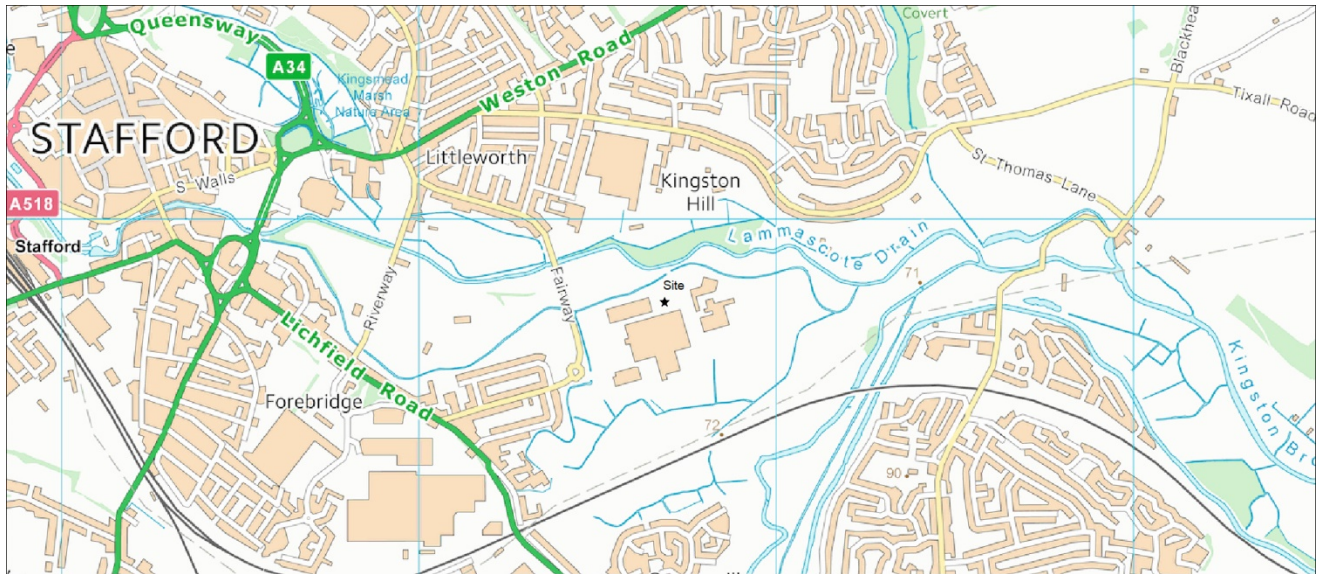 Queensway
A34
Weston Road
Covert
Blackhea
Tixall Road
Kingsmead
Marsh
Nature Area
STAFFORD
Littleworth
Kingston
Hill
St Thomas Lane
S Walls
A518
Stafford
Lammascote Drain
71
Site
Riverway
Fairway
Lichfield Road
Forebridge
72
90
Kingston Bro